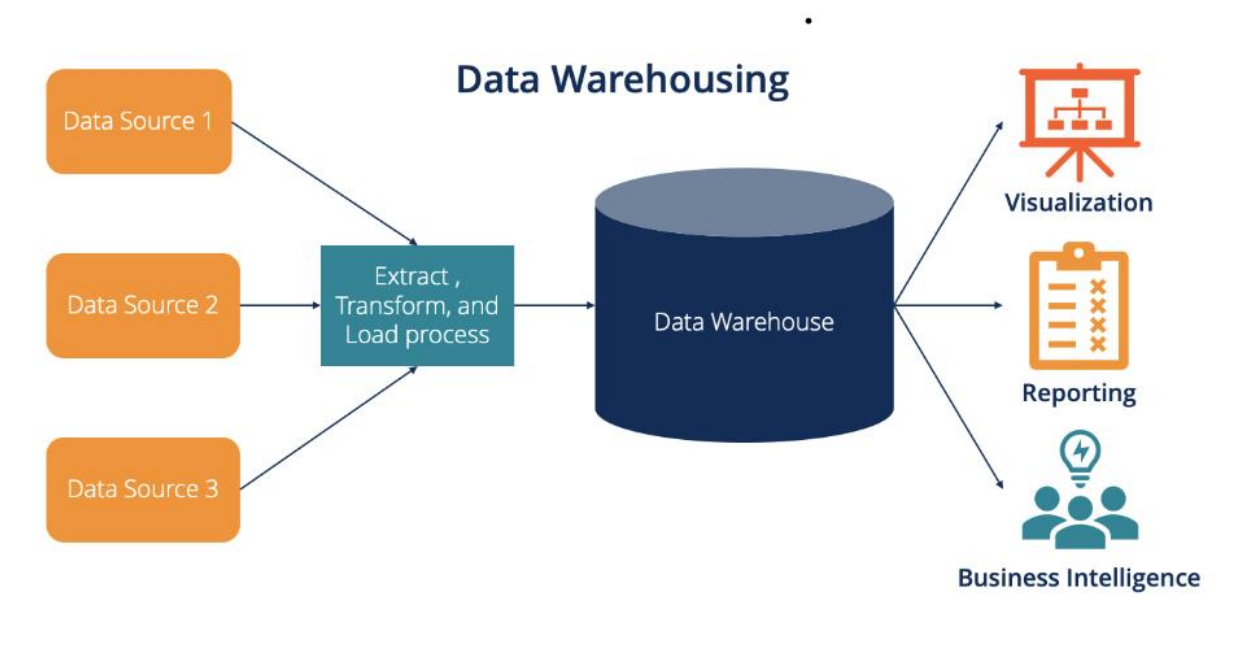 Data Warehousing
Data Source 1
Data Source 2
Data Source 3
Extract ,
Transform, and
Load process
Data Warehouse
Visualization
Reporting
Business Intelligence